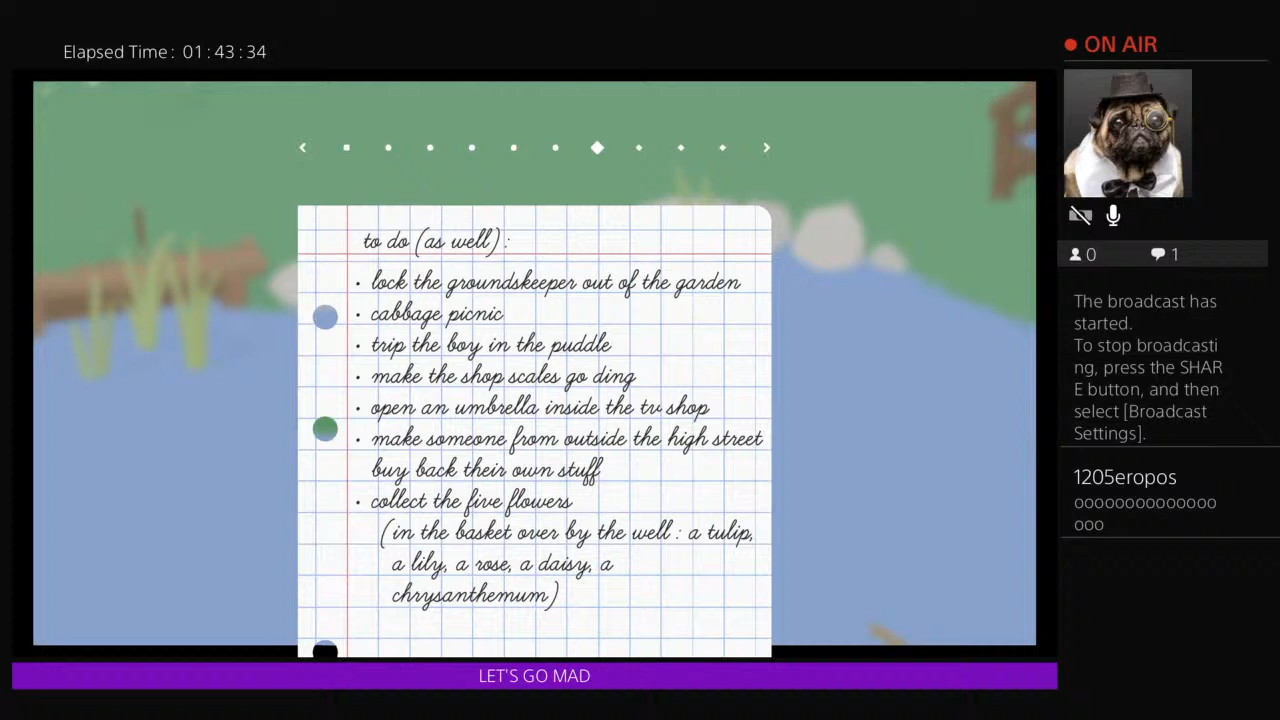 Elapsed Time: 01:43:34
ON AIR
to do (as well):
• lock the groundskeeper out of the garden
• cabbage picnic
• trip the boy in the puddle
• make the shop scales go ding
• open an umbrella inside the tv shop
• make someone from outside the high street
buy back their own stuff
• collect the five flowers
(in the basket over by the well: a tulip,
a lily, a rose, a daisy, a
chrysanthemum)
0
1
The broadcast has
started.
To stop broadcasti
ng, press the SHAR
E button, and then
select [Broadcast
Settings].
1205eropos
oooooooooooooo
ooo
LET'S GO MAD